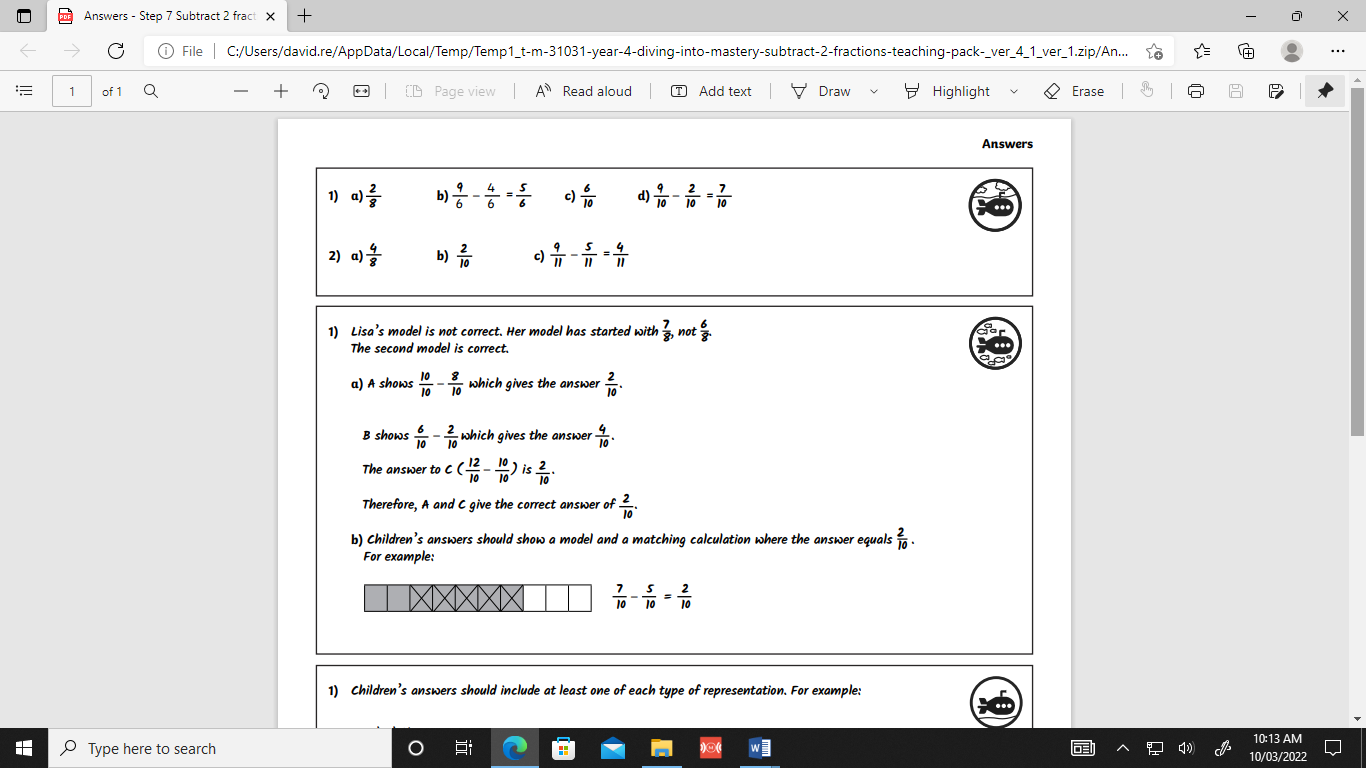 Answers - Step 7 Subtract 2 fract
File C:/Users/david.re/AppData/Local/Temp/Temp1_t-m-31031-year-4-diving-into-mastery-subtract-2-fractions-teaching-pack-_ver_4_1_ver_1.zip/An...
1 of 1 Page view Read aloud Add text Draw Highlight Erase
Answers
1) a) 2/8 b) 9/6 - 4/6 = 5/6 c) 6/10 d) 9/10 - 2/10 = 7/10
2) a) 4/8 b) 2/10 c) 9/11 - 5/11 = 4/11
1) Lisa's model is not correct. Her model has started with 7/8, not 6/8.
The second model is correct.
a) A shows 10/10 - 8/10 which gives the answer 2/10.
B shows 6/10 - 2/10 which gives the answer 4/10.
The answer to C (12/10 - 10/10) is 2/10.
Therefore, A and C give the correct answer of 2/10.
b) Children's answers should show a model and a matching calculation where the answer equals 2/10.
For example:
7/10 - 5/10 = 2/10
1) Children's answers should include at least one of each type of representation. For example:
Type here to search
10:13 AM
10/03/2022